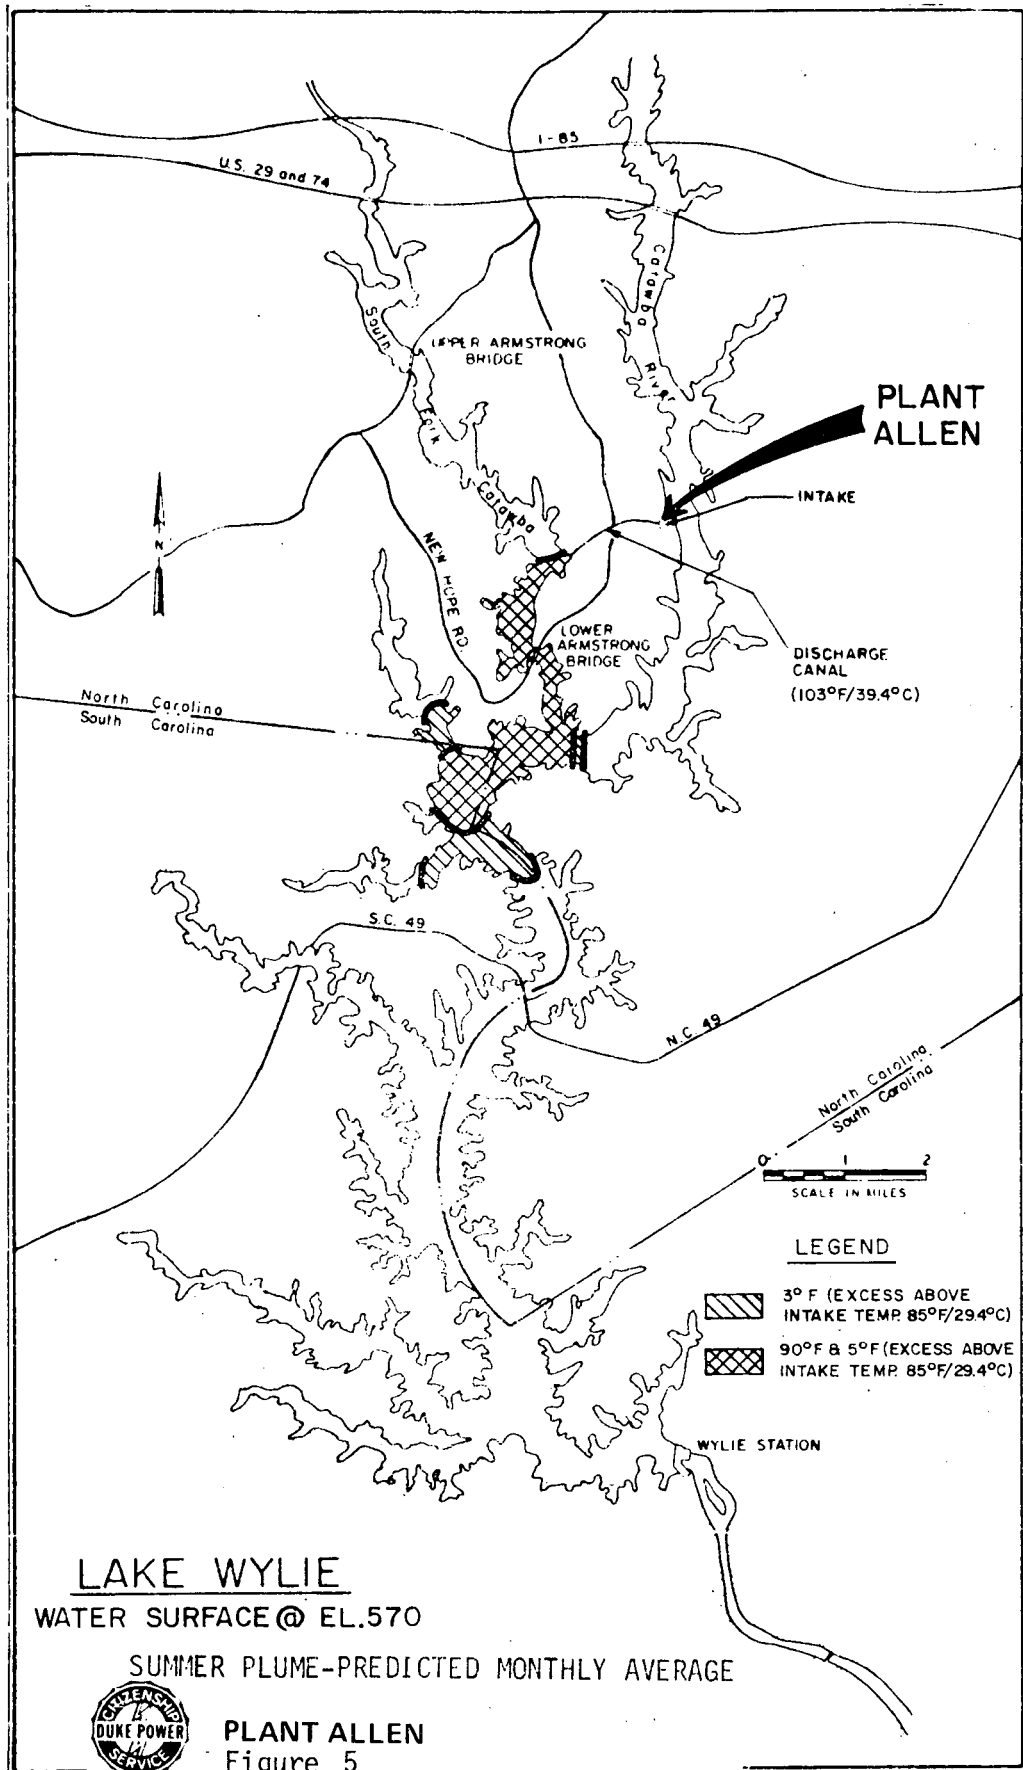 I-85
U.S. 29 and 74
Catawba
River
South
Fork
Catawba
UPPER ARMSTRONG
BRIDGE
PLANT
ALLEN
INTAKE
N
NEW HOPE RD.
LOWER
ARMSTRONG
BRIDGE
DISCHARGE
CANAL
(103°F/39.4°C)
North Carolina
South Carolina
S.C. 49
N.C. 49
North Carolina
South Carolina
0 1 2
SCALE IN MILES
LEGEND
3°F (EXCESS ABOVE
INTAKE TEMP. 85°F/29.4°C)
90°F & 5°F (EXCESS ABOVE
INTAKE TEMP. 85°F/29.4°C)
WYLIE STATION
LAKE WYLIE
WATER SURFACE @ EL.570
SUMMER PLUME-PREDICTED MONTHLY AVERAGE
CITIZENSHIP
DUKE POWER
SERVICE
PLANT ALLEN
Figure 5